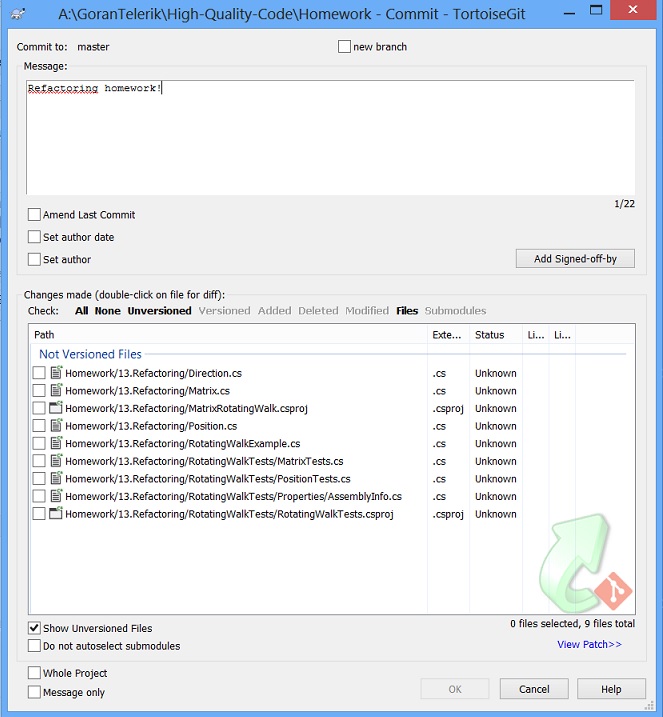 A:\GoranTelerik\High-Quality-Code\Homework - Commit - TortoiseGit
Commit to: master new branch
Message:
Refactoring homework!
1/22
Amend Last Commit
Set author date
Set author Add Signed-off-by
Changes made (double-click on file for diff):
Check: All None Unversioned Versioned Added Deleted Modified Files Submodules
Path Exte... Status Li... Li...
Not Versioned Files
Homework/13.Refactoring/Direction.cs .cs Unknown
Homework/13.Refactoring/Matrix.cs .cs Unknown
Homework/13.Refactoring/MatrixRotatingWalk.csproj .csproj Unknown
Homework/13.Refactoring/Position.cs .cs Unknown
Homework/13.Refactoring/RotatingWalkExample.cs .cs Unknown
Homework/13.Refactoring/RotatingWalkTests/MatrixTests.cs .cs Unknown
Homework/13.Refactoring/RotatingWalkTests/PositionTests.cs .cs Unknown
Homework/13.Refactoring/RotatingWalkTests/Properties/AssemblyInfo.cs .cs Unknown
Homework/13.Refactoring/RotatingWalkTests/RotatingWalkTests.csproj .csproj Unknown
Show Unversioned Files 0 files selected, 9 files total
Do not autoselect submodules View Patch>>
Whole Project
Message only OK Cancel Help